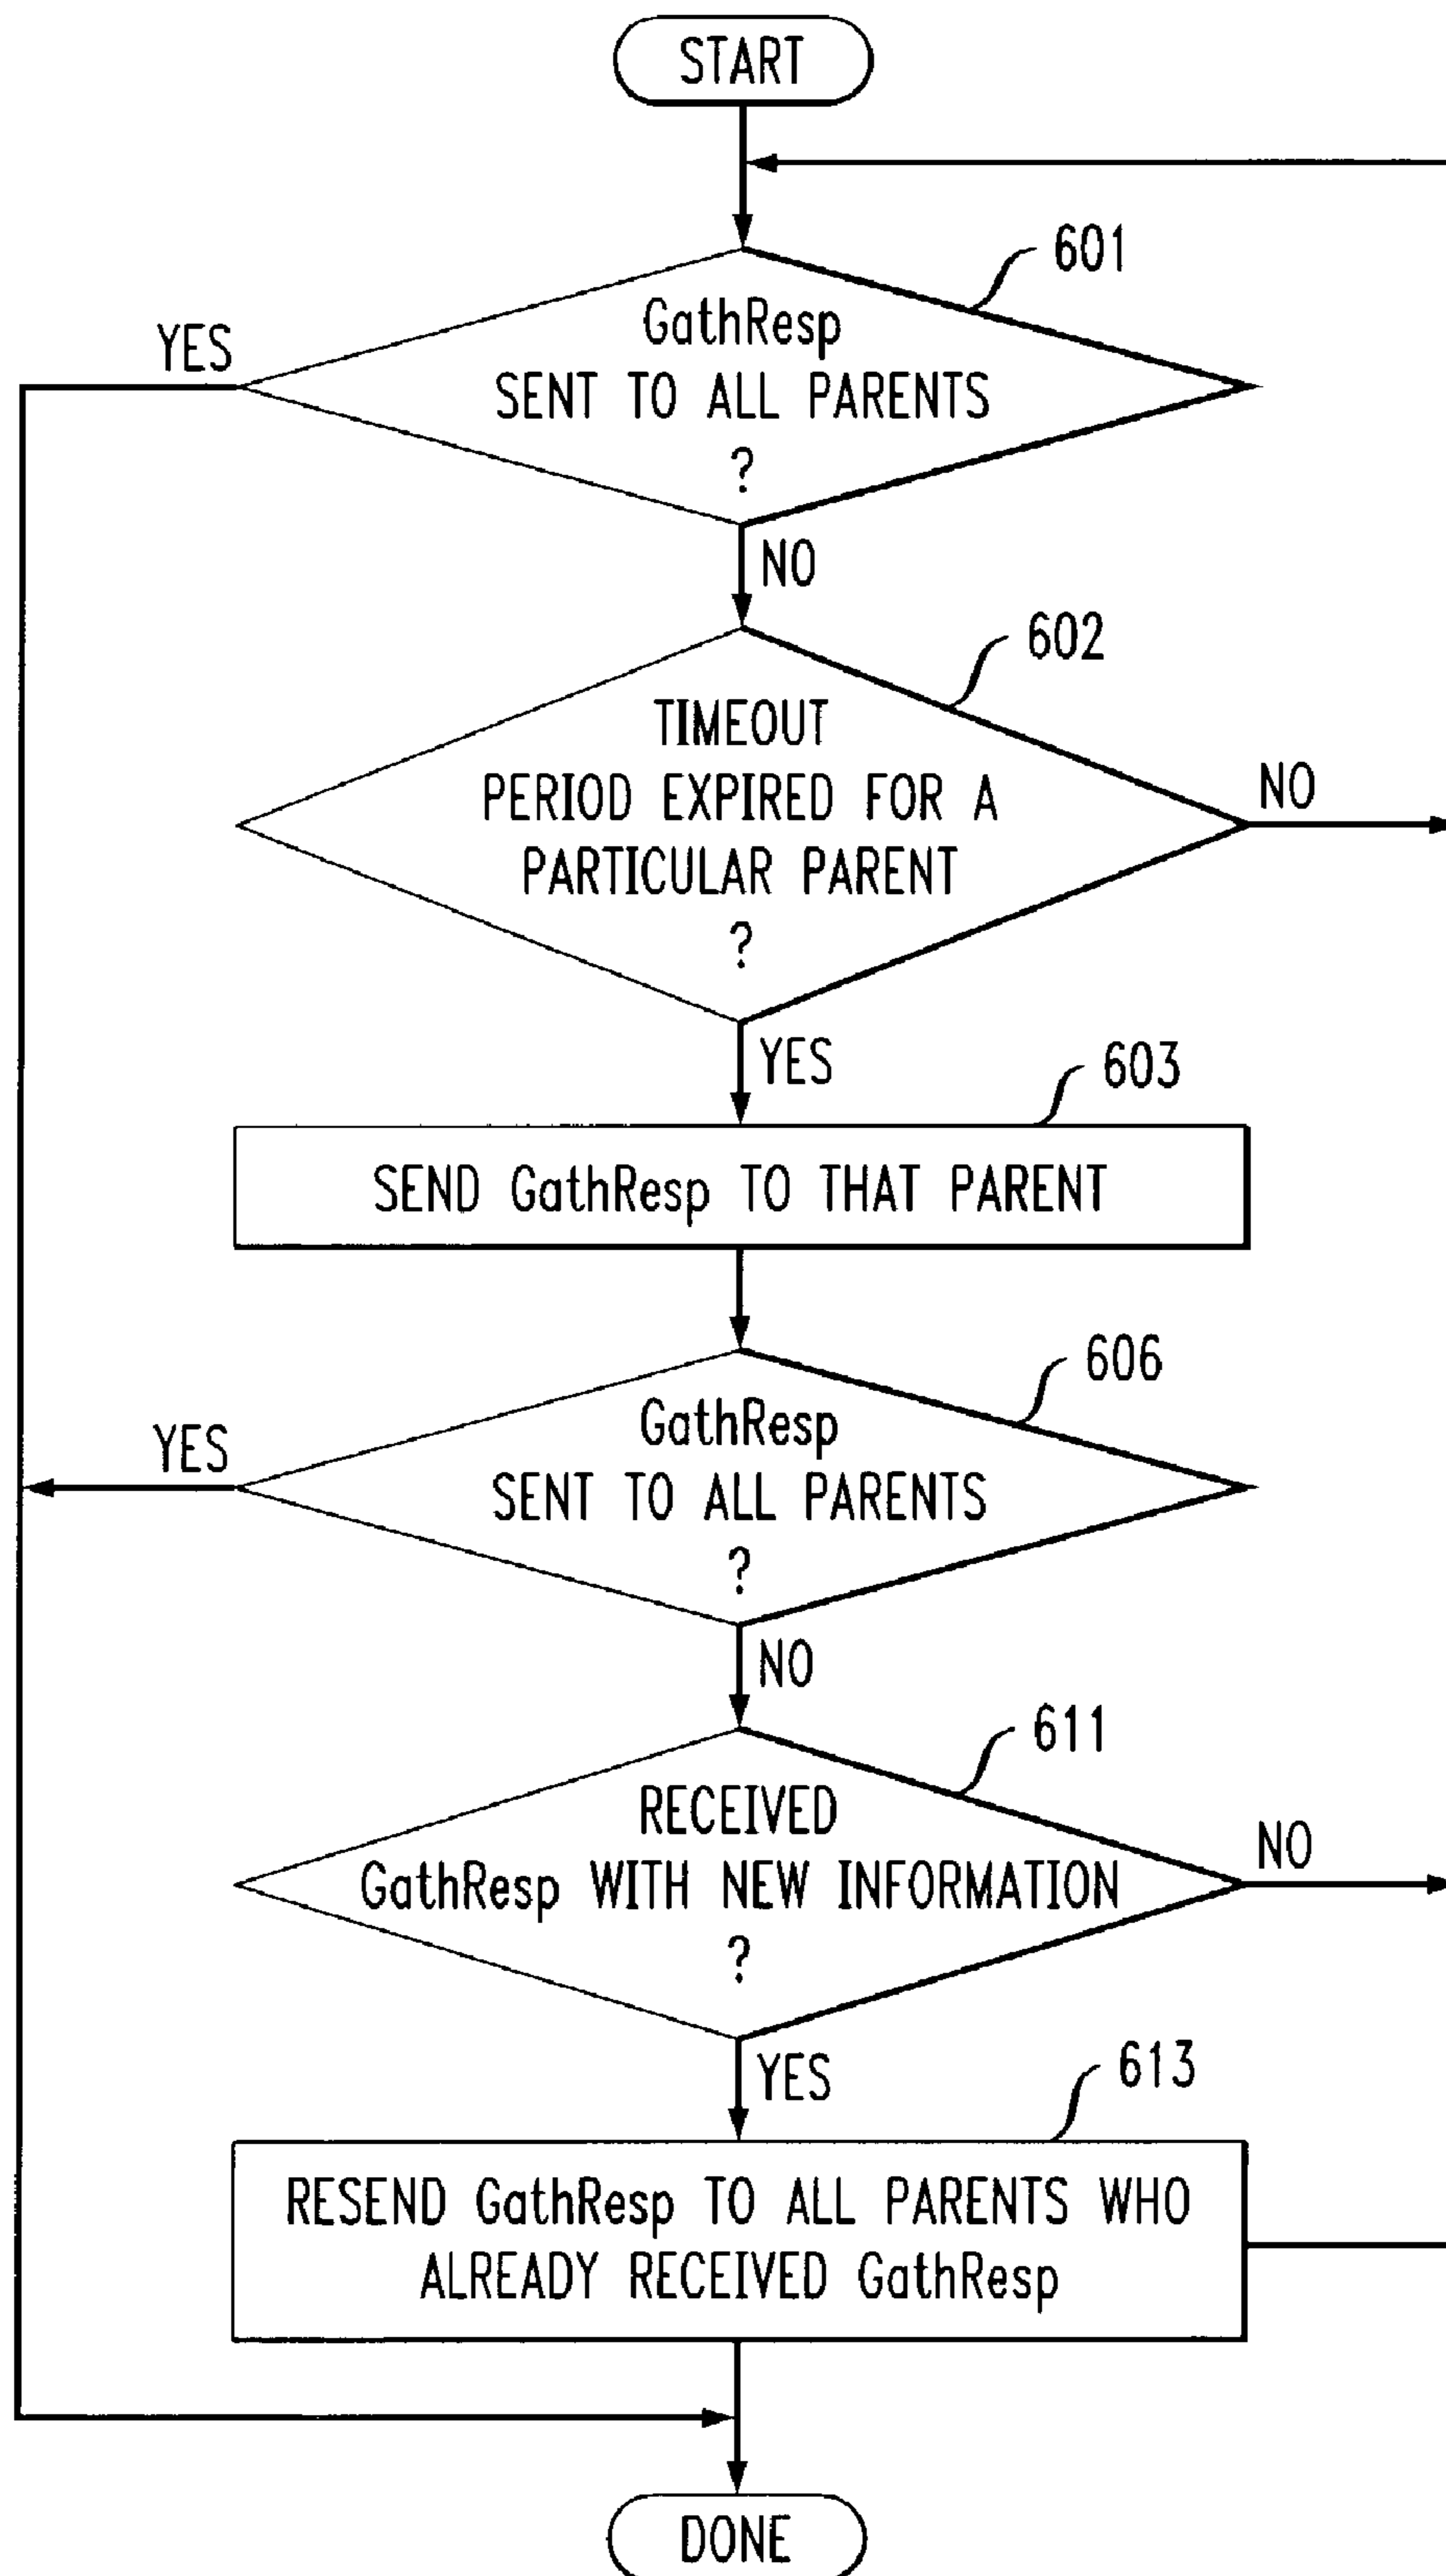 START
601
GathResp
SENT TO ALL PARENTS
?
YES
NO
602
TIMEOUT
PERIOD EXPIRED FOR A
PARTICULAR PARENT
?
NO
YES
603
SEND GathResp TO THAT PARENT
606
GathResp
SENT TO ALL PARENTS
?
YES
NO
611
RECEIVED
GathResp WITH NEW INFORMATION
?
NO
YES
613
RESEND GathResp TO ALL PARENTS WHO
ALREADY RECEIVED GathResp
DONE